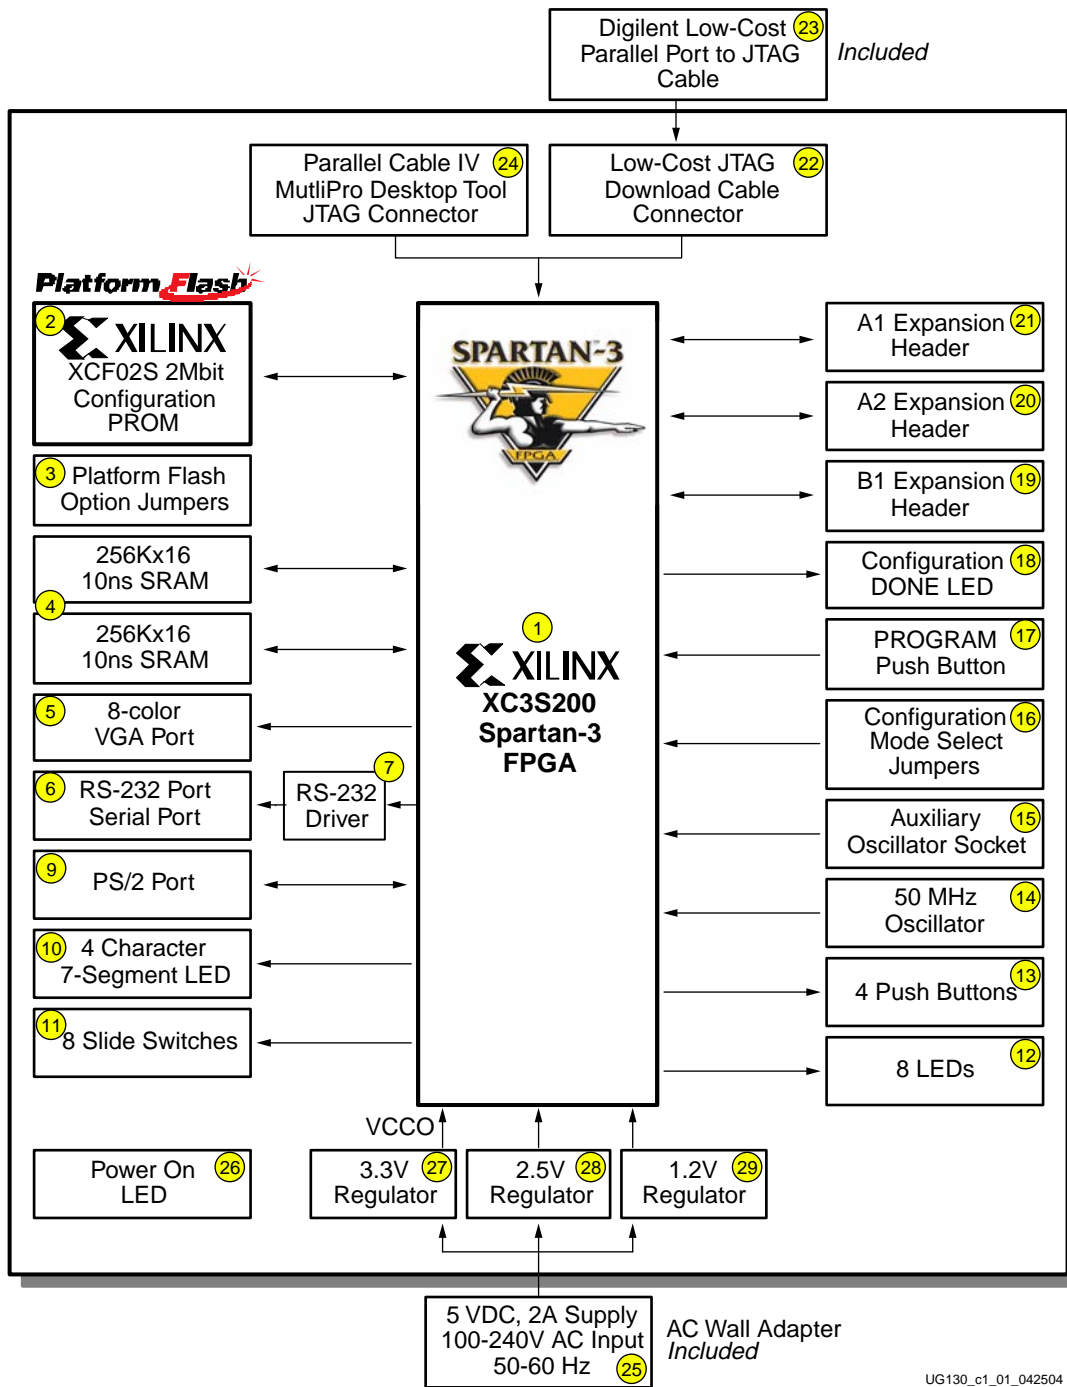 Digilent Low-Cost 23
Parallel Port to JTAG
Cable
Included
Parallel Cable IV 24
MutliPro Desktop Tool
JTAG Connector
Low-Cost JTAG 22
Download Cable
Connector
Platform Flash
2 XILINX
XCF02S 2Mbit
Configuration
PROM
3 Platform Flash
Option Jumpers
256Kx16
10ns SRAM
4
256Kx16
10ns SRAM
5 8-color
VGA Port
6 RS-232 Port
Serial Port
7
RS-232
Driver
9 PS/2 Port
10 4 Character
7-Segment LED
11 8 Slide Switches
SPARTAN-3
FPGA
1
XILINX
XC3S200
Spartan-3
FPGA
A1 Expansion 21
Header
A2 Expansion 20
Header
B1 Expansion 19
Header
Configuration 18
DONE LED
PROGRAM 17
Push Button
Configuration 16
Mode Select
Jumpers
Auxiliary 15
Oscillator Socket
50 MHz 14
Oscillator
4 Push Buttons 13
8 LEDs 12
VCCO
Power On 26
LED
3.3V 27
Regulator
2.5V 28
Regulator
1.2V 29
Regulator
5 VDC, 2A Supply
100-240V AC Input
50-60 Hz 25
AC Wall Adapter
Included
UG130_c1_01_042504